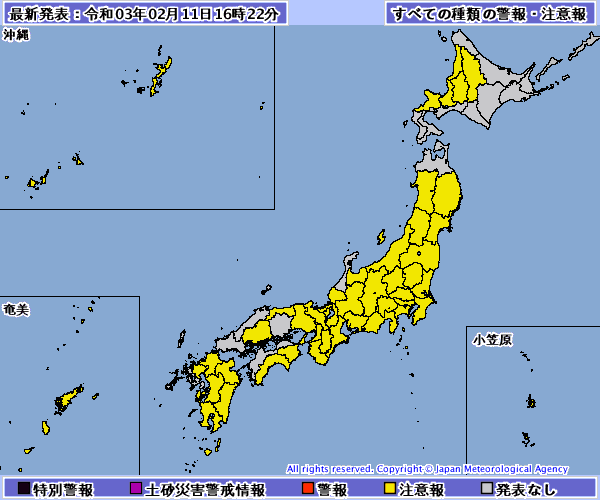 最新発表：令和03年02月11日16時22分
すべての種類の警報・注意報
沖縄
奄美
小笠原
All rights reserved. Copyright © Japan Meteorological Agency
特別警報 土砂災害警戒情報 警報 注意報 発表なし